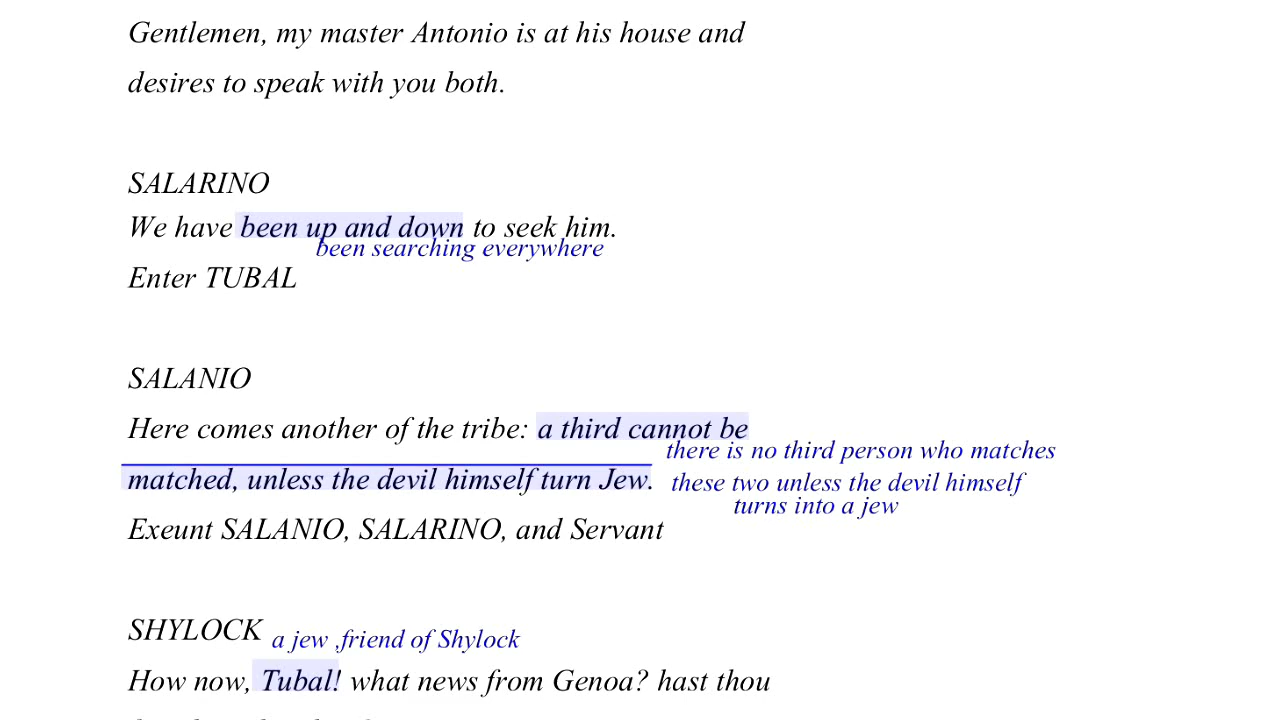 Gentlemen, my master Antonio is at his house and
desires to speak with you both.
SALARINO
We have been up and down to seek him.
been searching everywhere
Enter TUBAL
SALANIO
Here comes another of the tribe: a third cannot be
there is no third person who matches
matched, unless the devil himself turn Jew.
these two unless the devil himself
turns into a jew
Exeunt SALANIO, SALARINO, and Servant
SHYLOCK
a jew ,friend of Shylock
How now, Tubal! what news from Genoa? hast thou